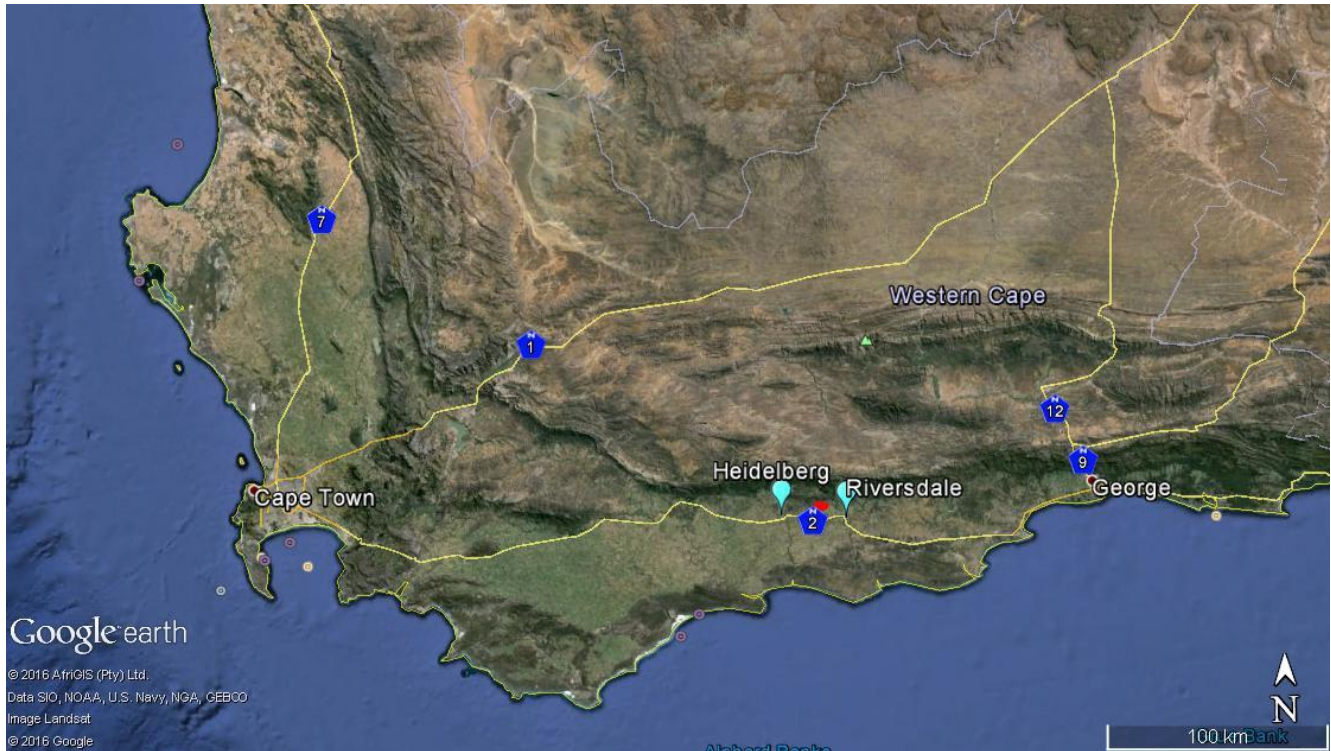 N
7
Western Cape
N
1
N
12
N
9
Heidelberg
Riversdale
George
Cape Town
N
2
Google earth
© 2016 AfriGIS (Pty) Ltd.
Data SIO, NOAA, U.S. Navy, NGA, GEBCO
Image Landsat
© 2016 Google
N
100 km
Bank